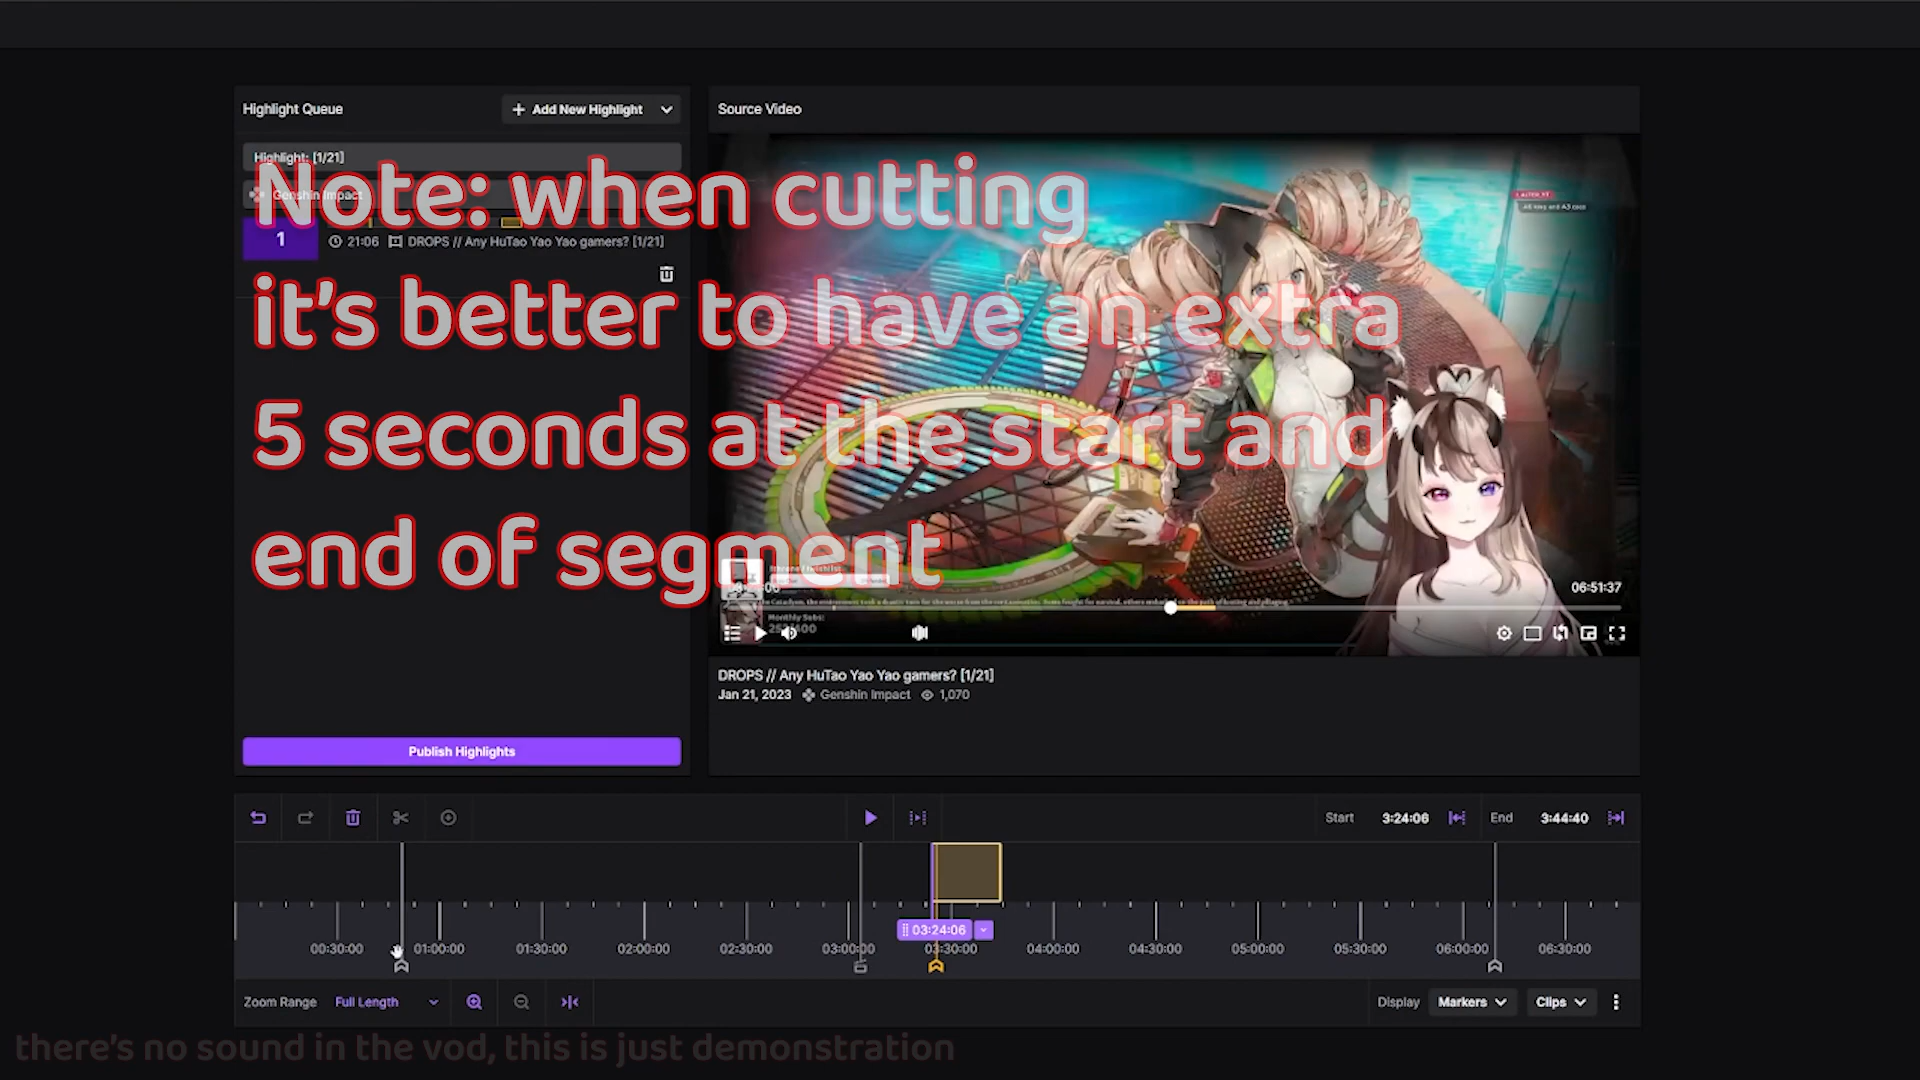 Highlight Queue
Add New Highlight
Source Video
Highlight: [1/21]
Genshin Impact
1
21:06 DROPS // Any HuTao Yao Yao gamers? [1/21]
Note: when cutting
it's better to have an extra
5 seconds at the start and
end of segment
06:51:37
Monthly Subs:
DROPS // Any HuTao Yao Yao gamers? [1/21]
Jan 21, 2023 Genshin Impact 1,070
Publish Highlights
Start 3:24:06 End 3:44:40
03:24:06
00:30:00 01:00:00 01:30:00 02:00:00 02:30:00 03:00:00 03:30:00 04:00:00 04:30:00 05:00:00 05:30:00 06:00:00 06:30:00
Zoom Range Full Length
Display Markers Clips
there's no sound in the vod, this is just demonstration